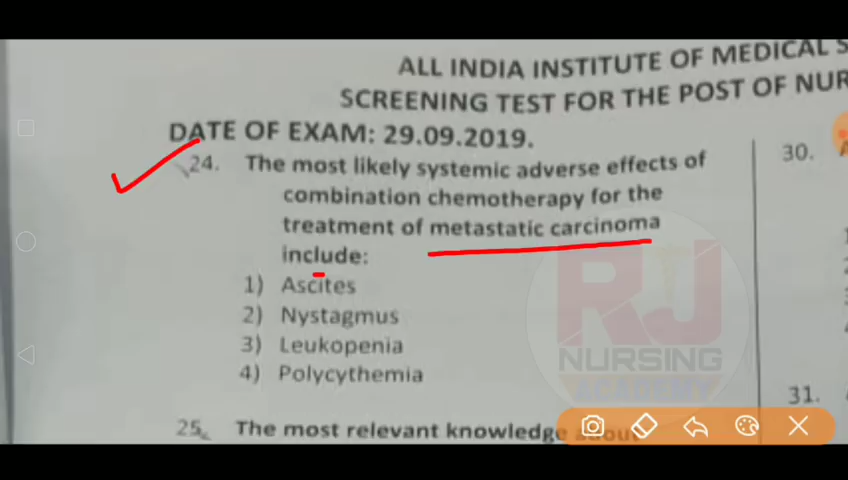 ALL INDIA INSTITUTE OF MEDICAL S
SCREENING TEST FOR THE POST OF NUR
DATE OF EXAM: 29.09.2019.
24. The most likely systemic adverse effects of
combination chemotherapy for the
treatment of metastatic carcinoma
include:
1) Ascites
2) Nystagmus
3) Leukopenia
4) Polycythemia
25. The most relevant knowledge about
30.
31.
RJ
NURSING
ACADEMY